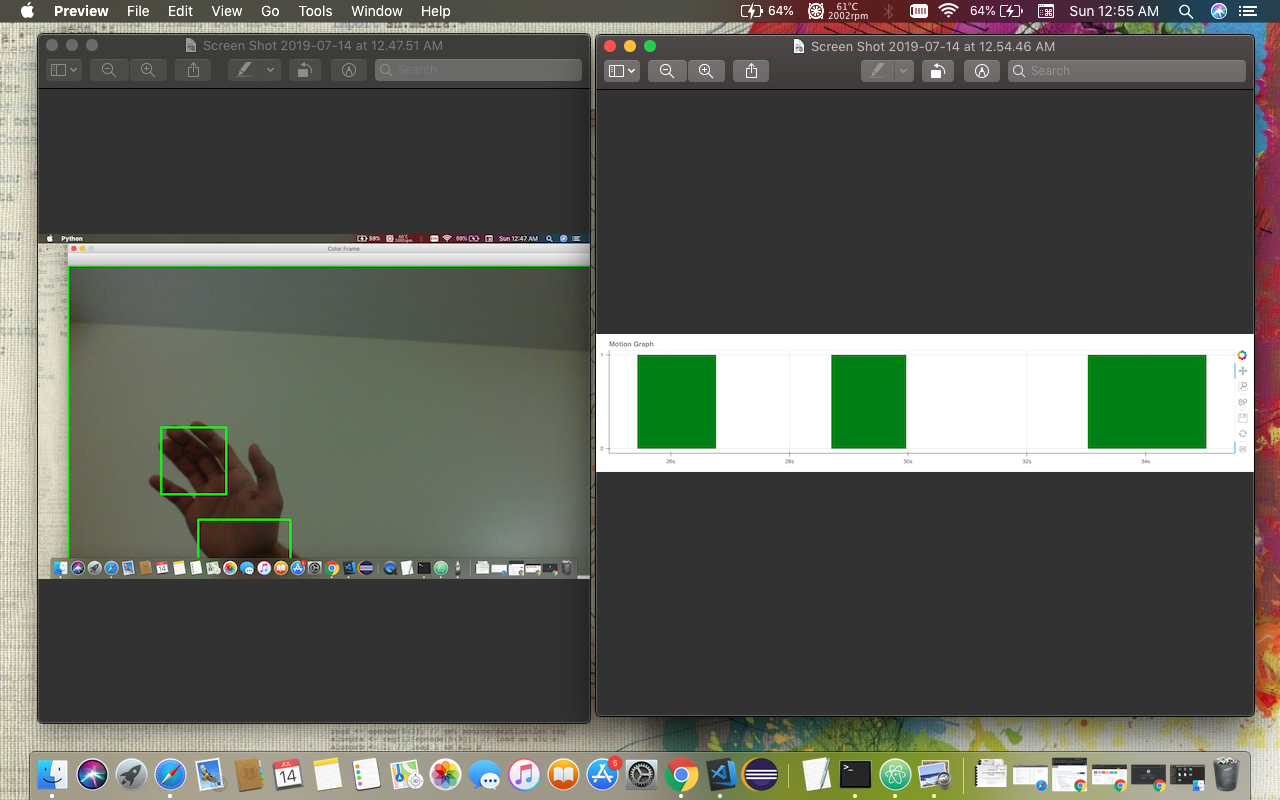 Preview File Edit View Go Tools Window Help 64% 61°C 2002rpm 64% Sun 12:55 AM
Screen Shot 2019-07-14 at 12.47.51 AM
Search
Screen Shot 2019-07-14 at 12.54.46 AM
Search
Python 59% 59% Sun 12:47 AM
Color Frame
14
Motion Graph
1
0
26s 28s 30s 32s 34s
JUL
14
6